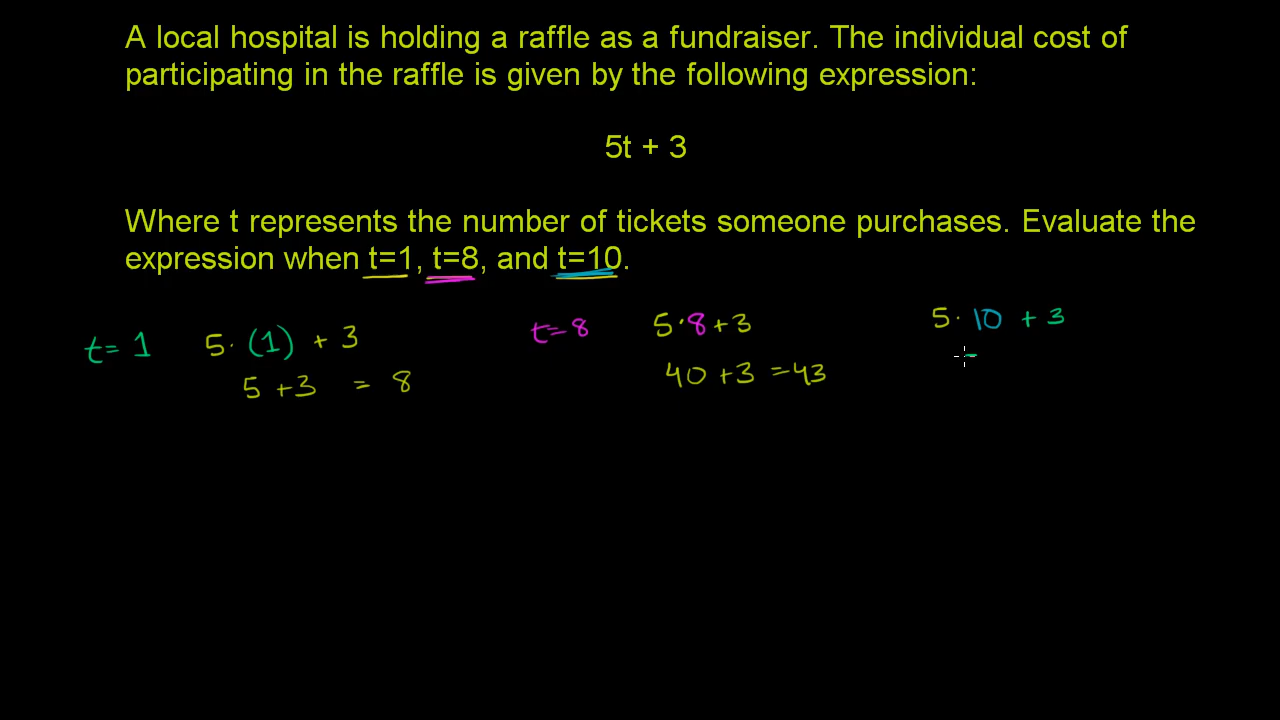 A local hospital is holding a raffle as a fundraiser. The individual cost of
participating in the raffle is given by the following expression:
5t + 3
Where t represents the number of tickets someone purchases. Evaluate the
expression when t=1, t=8, and t=10.
t= 1 5· (1) + 3
5 +3 = 8
t=8 5·8+3
40 +3 =43
5· 10 + 3